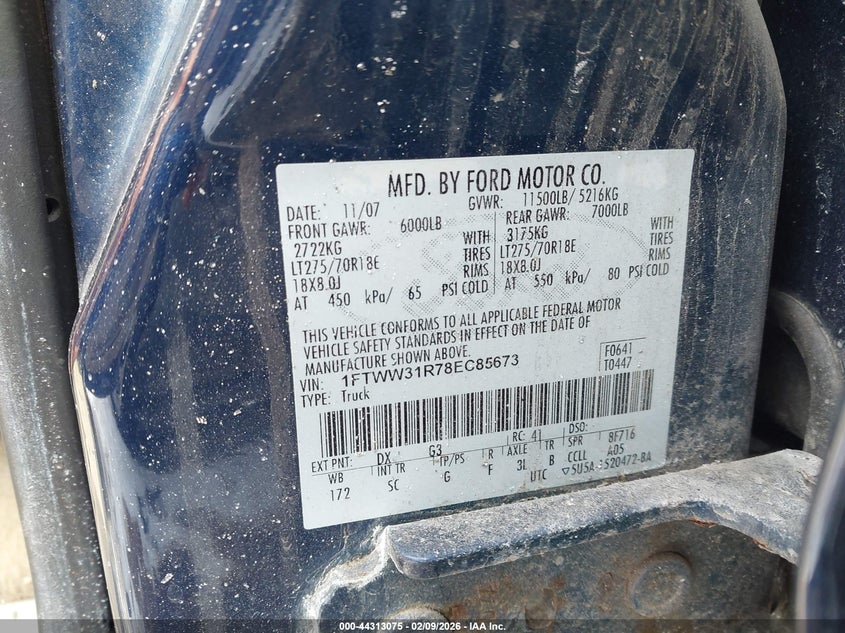 MFD. BY FORD MOTOR CO.
DATE: 11/07 GVWR: 11500LB/ 5216KG
FRONT GAWR: 6000LB REAR GAWR: 7000LB
2722KG WITH 3175KG WITH
LT275/70R18E TIRES LT275/70R18E TIRES
18X8.0J RIMS 18X8.0J RIMS
AT 450 kPa/ 65 PSI COLD AT 550 kPa/ 80 PSI COLD
THIS VEHICLE CONFORMS TO ALL APPLICABLE FEDERAL MOTOR
VEHICLE SAFETY STANDARDS IN EFFECT ON THE DATE OF
MANUFACTURE SHOWN ABOVE.
VIN: 1FTWW31R78EC85673 F0641
TYPE: Truck T0447
EXT PNT: DX G3 RC: 41 DSO:
WB INT TR TP/PS R AXLE TR SPR 8F716
172 SC G F 3L B CCLL ADS
UTC ▽5U5A- 520472-BA
000-44313075 - 02/09/2026 - IAA Inc.